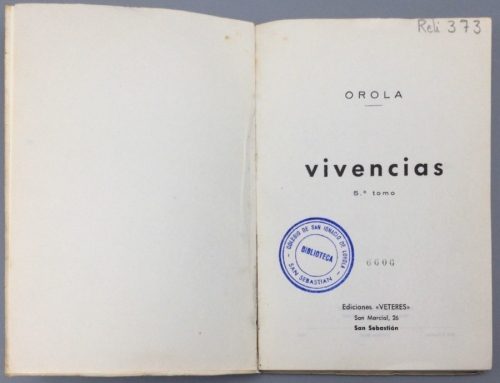 Reli 373
OROLA
vivencias
5.º tomo
COLEGIO DE SAN IGNACIO DE LOYOLA
BIBLIOTECA
- SAN SEBASTIÁN -
6606
Ediciones «VETERES»
San Marcial, 26
San Sebastián